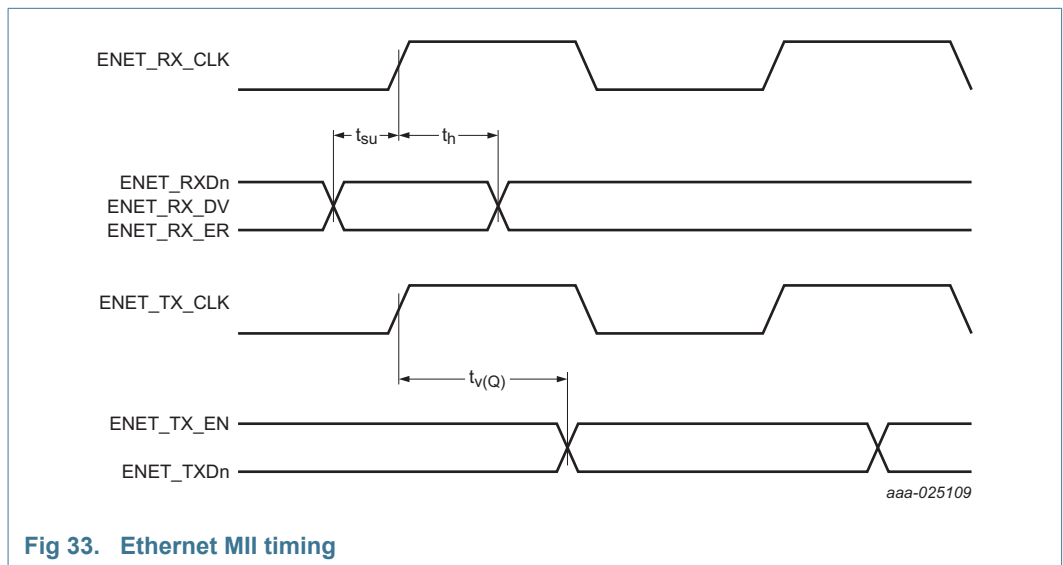 ENET_RX_CLK
tsu
th
ENET_RXDn
ENET_RX_DV
ENET_RX_ER
ENET_TX_CLK
tv(Q)
ENET_TX_EN
ENET_TXDn
aaa-025109
Fig 33. Ethernet MII timing